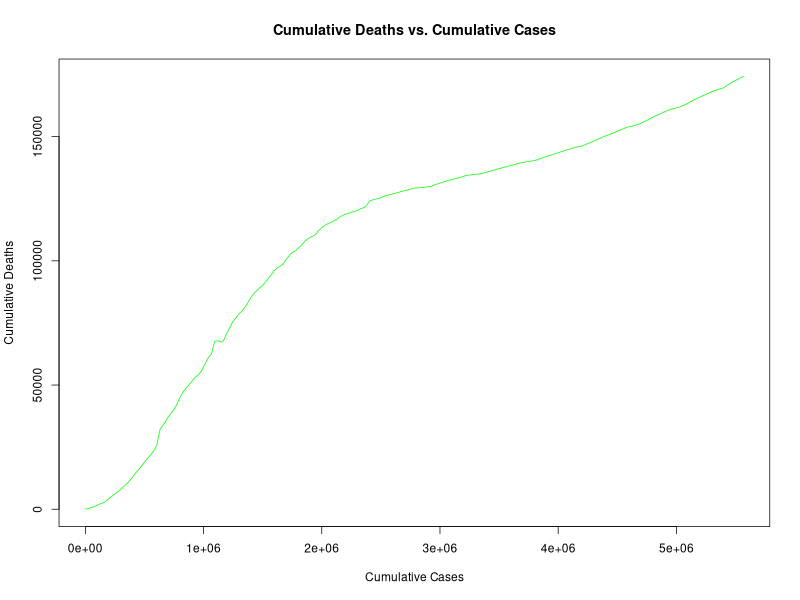 Cumulative Deaths vs. Cumulative Cases
Cumulative Deaths
150000
100000
50000
0
0e+00 1e+06 2e+06 3e+06 4e+06 5e+06
Cumulative Cases